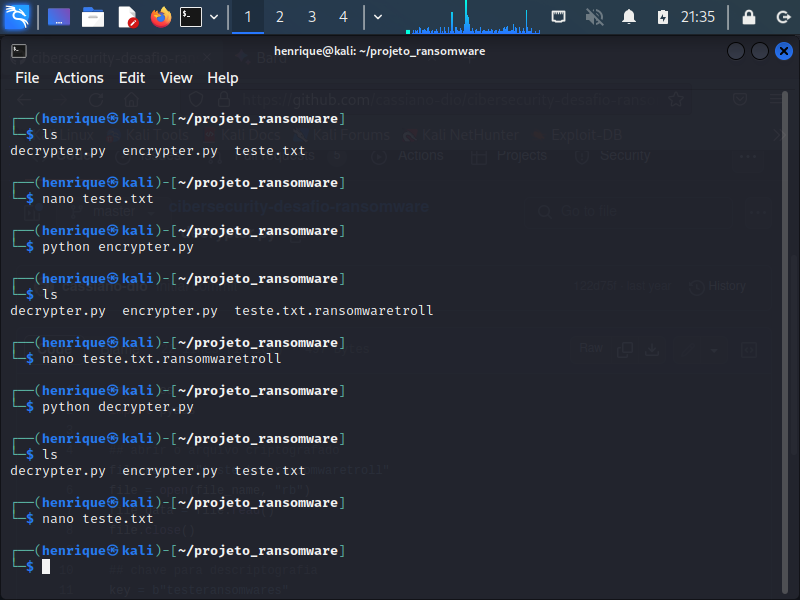 1 2 3 4 21:35
henrique@kali: ~/projeto_ransomware
File Actions Edit View Help
┌──(henrique㉿kali)-[~/projeto_ransomware]
└─$ ls
decrypter.py encrypter.py teste.txt
┌──(henrique㉿kali)-[~/projeto_ransomware]
└─$ nano teste.txt
┌──(henrique㉿kali)-[~/projeto_ransomware]
└─$ python encrypter.py
┌──(henrique㉿kali)-[~/projeto_ransomware]
└─$ ls
decrypter.py encrypter.py teste.txt.ransomwaretroll
┌──(henrique㉿kali)-[~/projeto_ransomware]
└─$ nano teste.txt.ransomwaretroll
┌──(henrique㉿kali)-[~/projeto_ransomware]
└─$ python decrypter.py
┌──(henrique㉿kali)-[~/projeto_ransomware]
└─$ ls
decrypter.py encrypter.py teste.txt
┌──(henrique㉿kali)-[~/projeto_ransomware]
└─$ nano teste.txt
┌──(henrique㉿kali)-[~/projeto_ransomware]
└─$